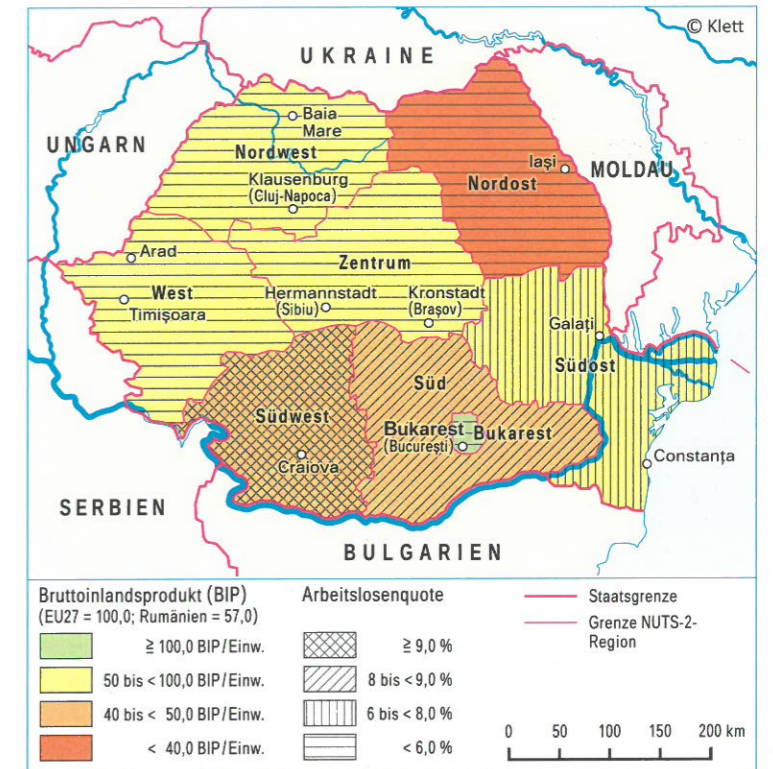 © Klett
UKRAINE
UNGARN
Baia
Mare
Nordwest
Iași
MOLDAU
Nordost
Klausenburg
(Cluj-Napoca)
Arad
Zentrum
West
Timișoara
Hermannstadt
(Sibiu)
Kronstadt
(Brașov)
Galați
Südost
Süd
Südwest
Bukarest
(București)
Bukarest
Craiova
Constanța
SERBIEN
BULGARIEN
Bruttoinlandsprodukt (BIP)
(EU27 = 100,0; Rumänien = 57,0)
≧ 100,0 BIP/Einw.
50 bis < 100,0 BIP/Einw.
40 bis < 50,0 BIP/Einw.
< 40,0 BIP/Einw.
Arbeitslosenquote
≧ 9,0 %
8 bis < 9,0 %
6 bis < 8,0 %
< 6,0 %
Staatsgrenze
Grenze NUTS-2-
Region
0 50 100 150 200 km